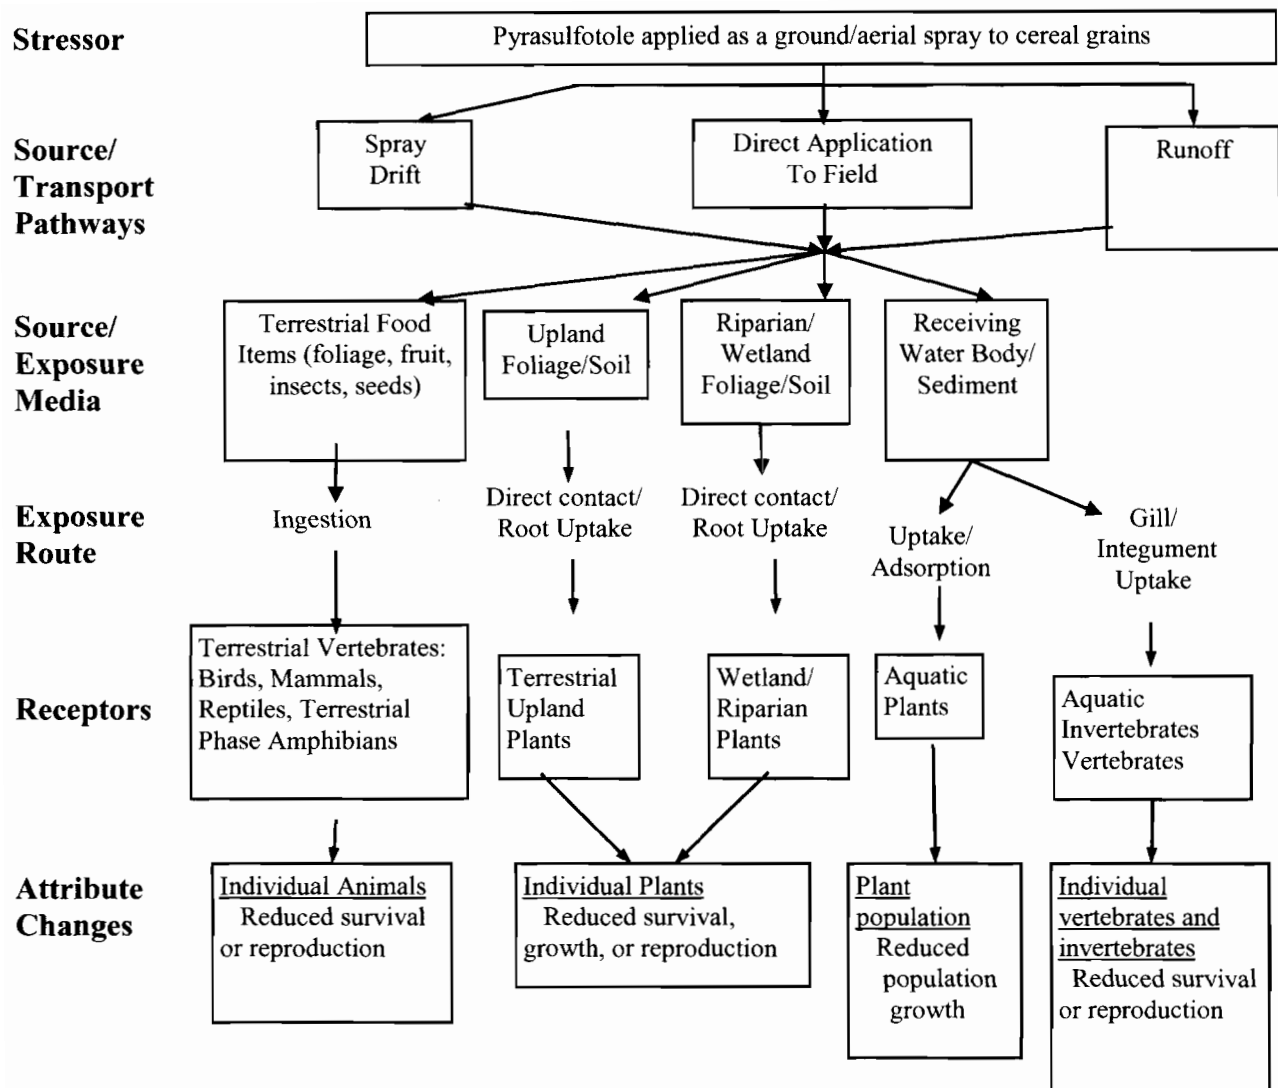 Stressor
Pyrasulfotole applied as a ground/aerial spray to cereal grains
Source/
Transport
Pathways
Spray
Drift
Direct Application
To Field
Runoff
Source/
Exposure
Media
Terrestrial Food
Items (foliage, fruit,
insects, seeds)
Upland
Foliage/Soil
Riparian/
Wetland
Foliage/Soil
Receiving
Water Body/
Sediment
Exposure
Route
Ingestion
Direct contact/
Root Uptake
Direct contact/
Root Uptake
Uptake/
Adsorption
Gill/
Integument
Uptake
Receptors
Terrestrial Vertebrates:
Birds, Mammals,
Reptiles, Terrestrial
Phase Amphibians
Terrestrial
Upland
Plants
Wetland/
Riparian
Plants
Aquatic
Plants
Aquatic
Invertebrates
Vertebrates
Attribute
Changes
Individual Animals
Reduced survival
or reproduction
Individual Plants
Reduced survival,
growth, or reproduction
Plant
population
Reduced
population
growth
Individual
vertebrates and
invertebrates
Reduced survival
or reproduction